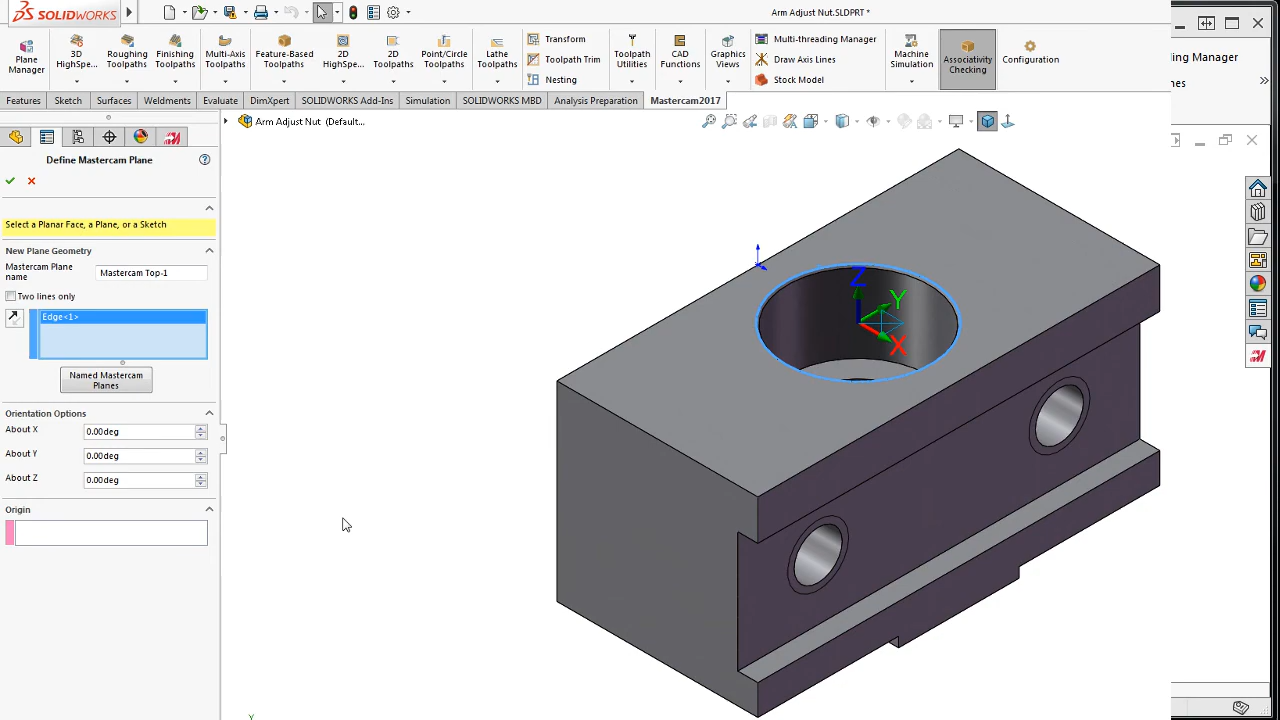 SOLIDWORKS
Arm Adjust Nut.SLDPRT *
Plane Manager
3D HighSpe...
Roughing Toolpaths
Finishing Toolpaths
Multi-Axis Toolpaths
Feature-Based Toolpaths
2D HighSpe...
2D Toolpaths
Point/Circle Toolpaths
Lathe Toolpaths
Transform
Toolpath Trim
Nesting
Toolpath Utilities
CAD Functions
Graphics Views
Multi-threading Manager
Draw Axis Lines
Stock Model
Machine Simulation
Associativity Checking
Configuration
ing Manager
nes
Features
Sketch
Surfaces
Weldments
Evaluate
DimXpert
SOLIDWORKS Add-Ins
Simulation
SOLIDWORKS MBD
Analysis Preparation
Mastercam2017
Arm Adjust Nut (Default...
Define Mastercam Plane
Select a Planar Face, a Plane, or a Sketch
New Plane Geometry
Mastercam Plane name
Mastercam Top-1
Two lines only
Edge<1>
Named Mastercam Planes
Orientation Options
About X
0.00deg
About Y
0.00deg
About Z
0.00deg
Origin
Z
Y
X
Y